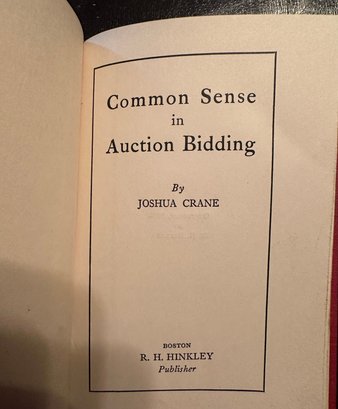 Common Sense
in
Auction Bidding
By
JOSHUA CRANE
BOSTON
R. H. HINKLEY
Publisher